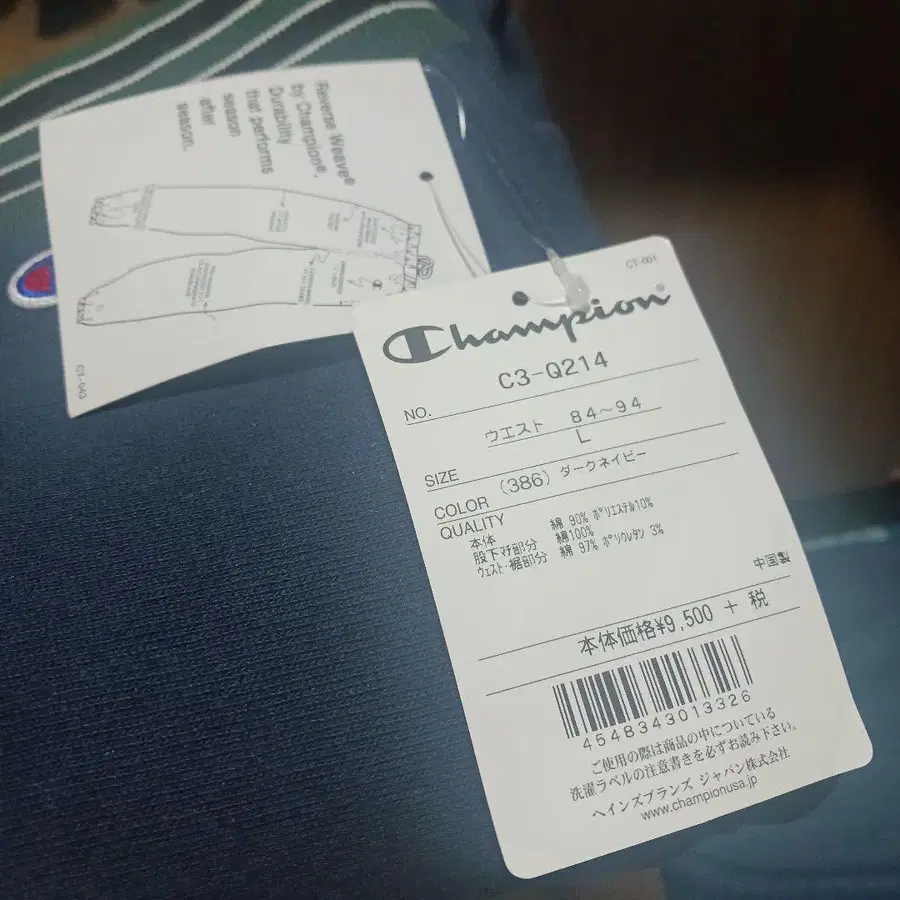 Reverse Weave®
by Champion®.
Durability
that performs
season
after
season.
CT-043
CT-001
Champion®
NO.
C3-Q214
ウエスト 84～94
SIZE
L
COLOR (386) ダークネイビー
QUALITY
本体 綿 90% ポリエステル10%
股下マチ部分 綿100%
ウェスト・裾部分 綿 97% ポリウレタン 3%
中国製
本体価格¥9,500 + 税
4548343013326
ご使用の際は商品の中についている
洗濯ラベルの注意書きを必ずお読み下さい。
ヘインズブランズ ジャパン株式会社
www.championusa.jp